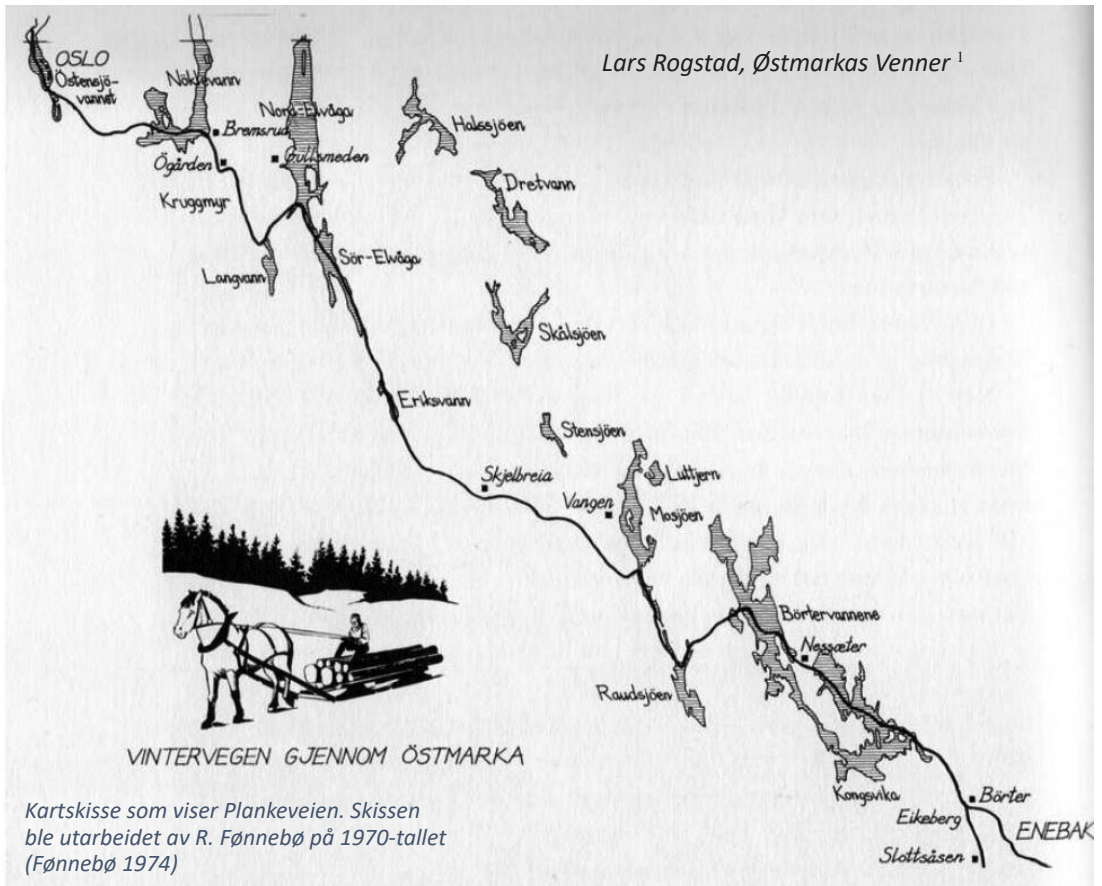 Lars Rogstad, Østmarkas Venner 1
OSLO
Östensjö-
vannet
Nöklevann
Nord-Elvåga
Halssjöen
Bremsrud
Ögården
Gullsmeden
Kruggmyr
Dretvann
Langvann
Sör-Elvåga
Skålsjöen
Eriksvann
Stensjöen
Skjelbreia
Luttjern
Vangen
Mosjöen
Börtervannene
Nessæter
Raudsjöen
VINTERVEGEN GJENNOM ÖSTMARKA
Kongsvika
Börter
Eikeberg
ENEBAK
Slottsåsen
Kartskisse som viser Plankeveien. Skissen
ble utarbeidet av R. Fønnebø på 1970-tallet
(Fønnebø 1974)